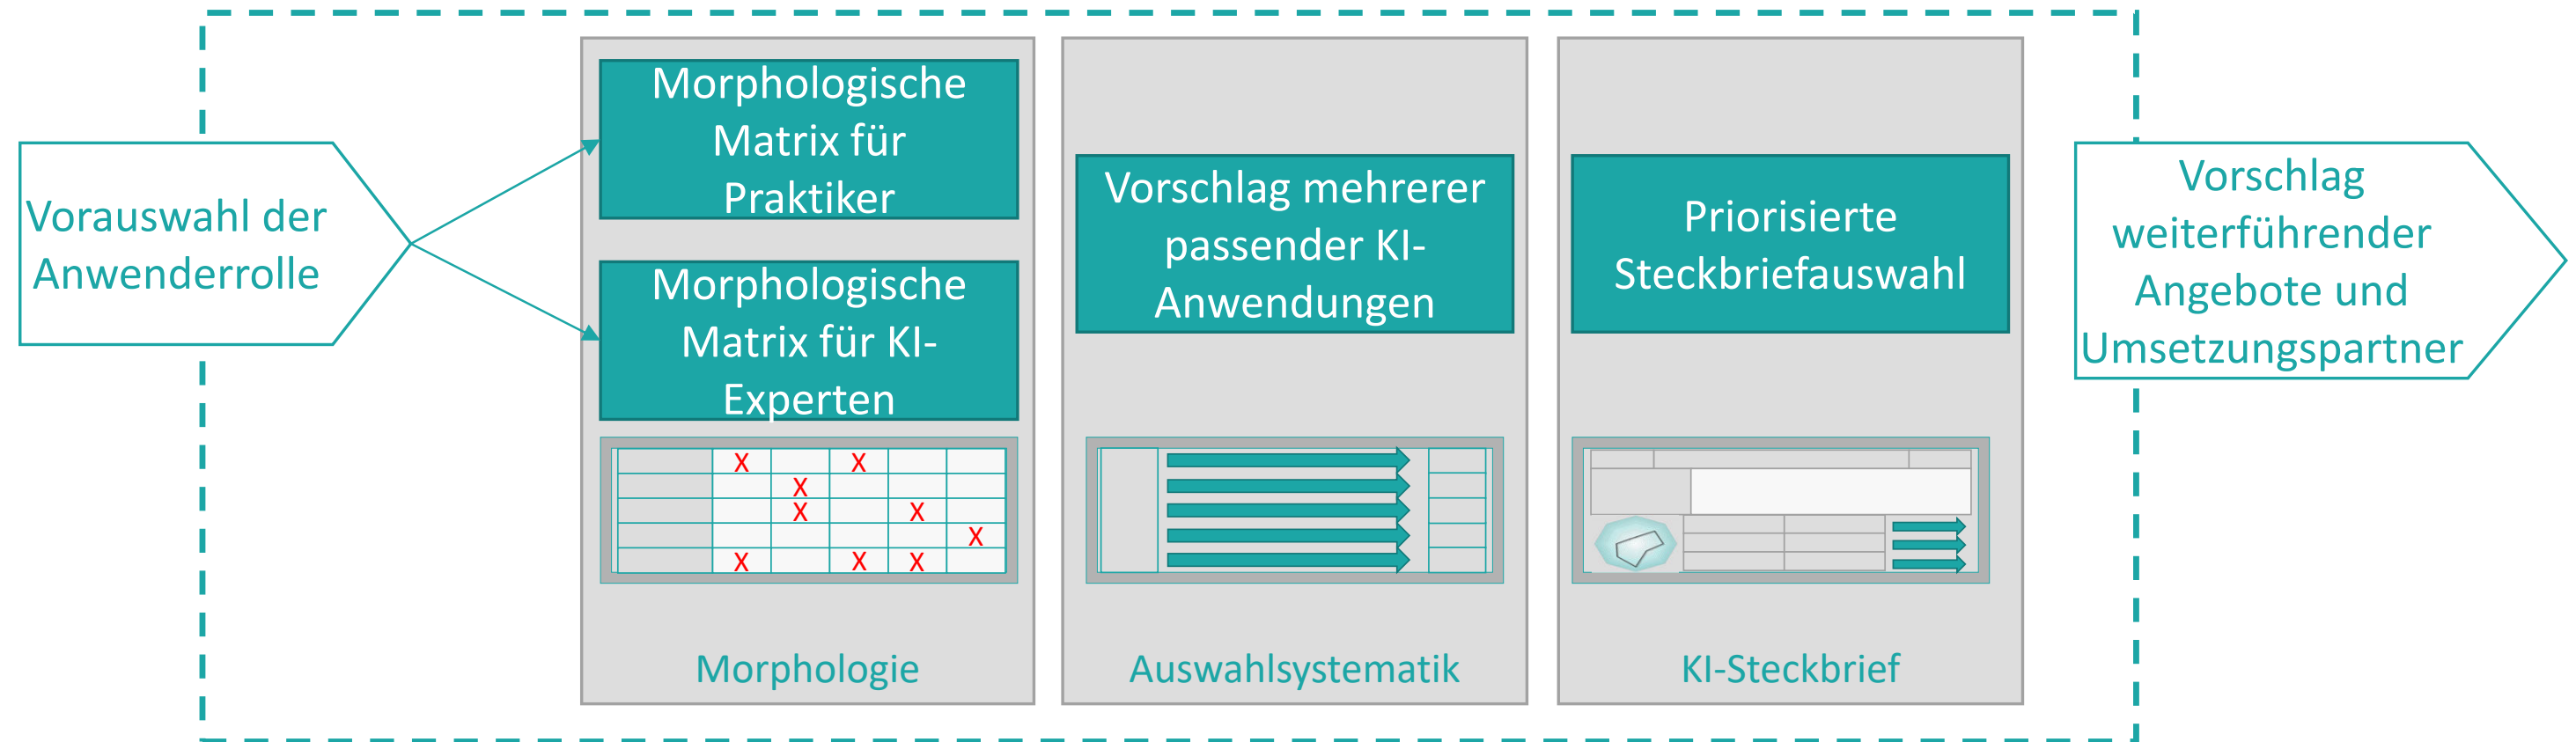 Vorauswahl der
Anwenderrolle
Morphologische
Matrix für
Praktiker
Morphologische
Matrix für KI-
Experten
X X
X
X X
X
X X X
Morphologie
Vorschlag mehrerer
passender KI-
Anwendungen
Auswahlsystematik
Priorisierte
Steckbriefauswahl
KI-Steckbrief
Vorschlag
weiterführender
Angebote und
Umsetzungspartner